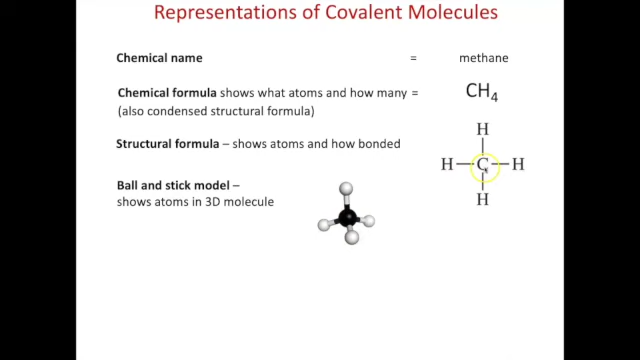 Representations of Covalent Molecules
Chemical name = methane
Chemical formula shows what atoms and how many = CH₄
(also condensed structural formula)
Structural formula – shows atoms and how bonded
H
H C H
H
Ball and stick model –
shows atoms in 3D molecule